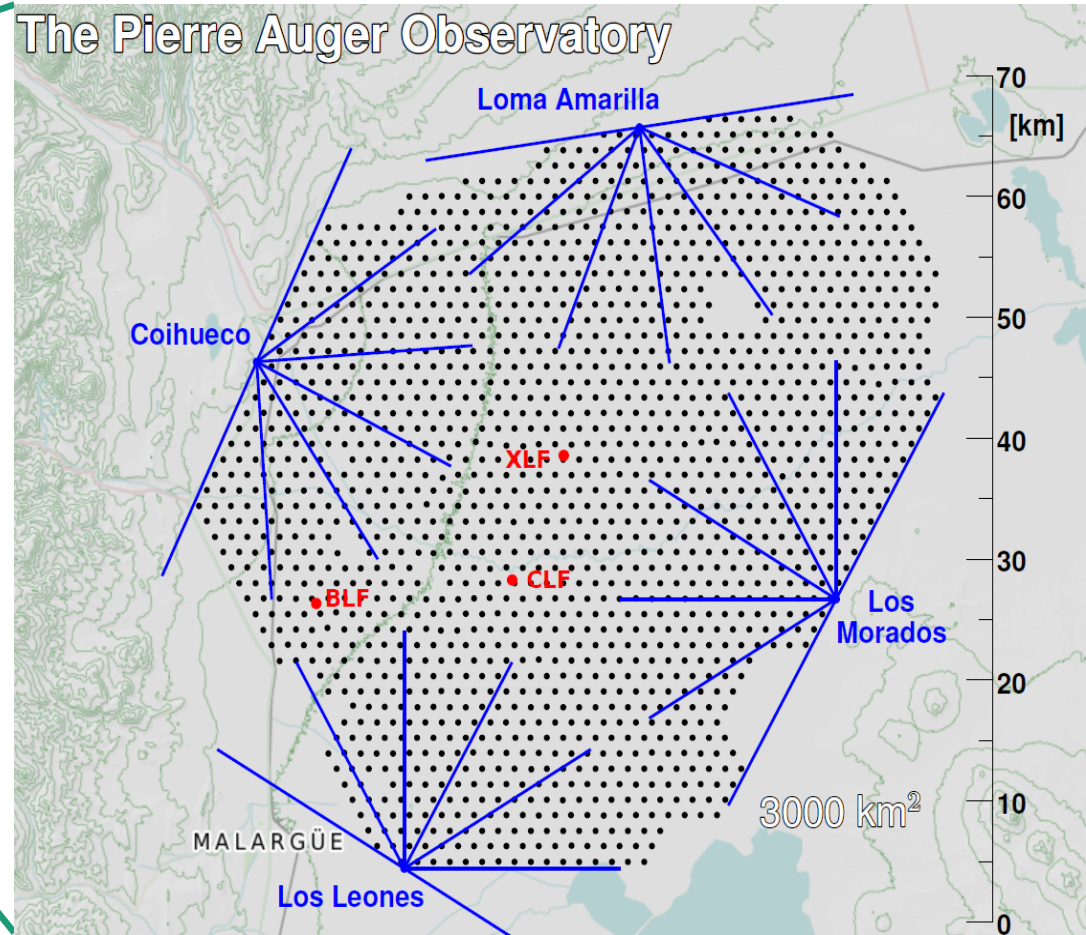 The Pierre Auger Observatory
70
Loma Amarilla
[km]
60
50
Coihueco
40
XLF
30
CLF
BLF
Los
Morados
20
10
3000 km²
MALARGÜE
Los Leones
0